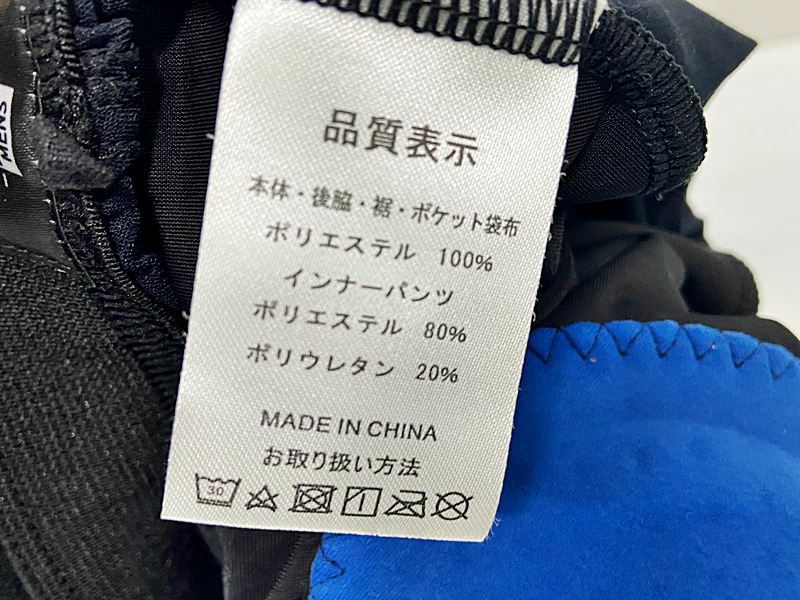 MENS
品質表示
本体・後脇・裾・ポケット袋布
ポリエステル 100%
インナーパンツ
ポリエステル 80%
ポリウレタン 20%
MADE IN CHINA
お取り扱い方法
30